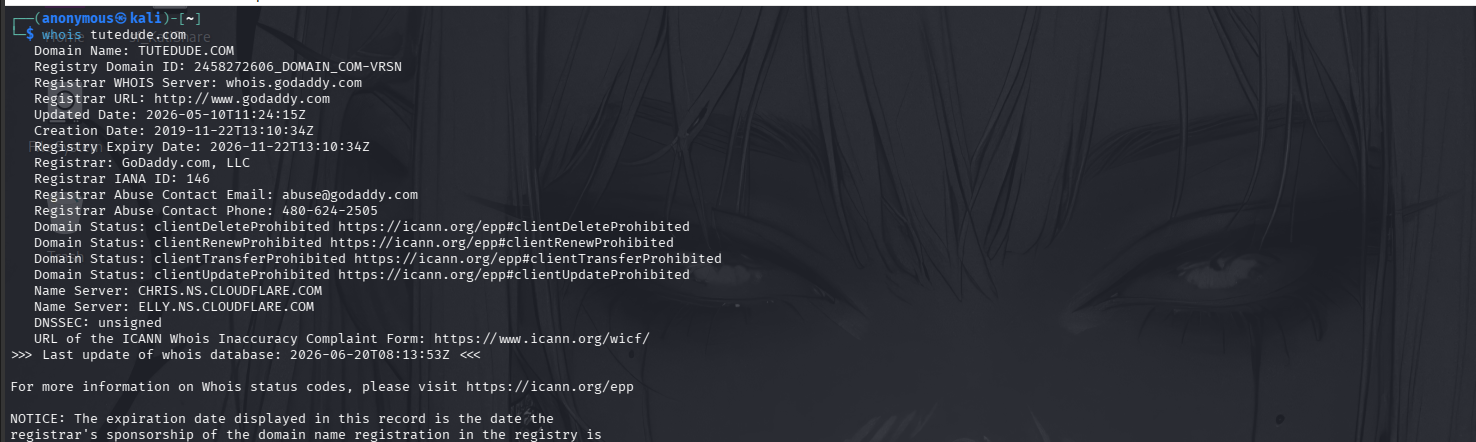 ┌──(anonymous㉿kali)-[~]
└─$ whois tutedude.com
Domain Name: TUTEDUDE.COM
Registry Domain ID: 2458272606_DOMAIN_COM-VRSN
Registrar WHOIS Server: whois.godaddy.com
Registrar URL: http://www.godaddy.com
Updated Date: 2026-05-10T11:24:15Z
Creation Date: 2019-11-22T13:10:34Z
Registry Expiry Date: 2026-11-22T13:10:34Z
Registrar: GoDaddy.com, LLC
Registrar IANA ID: 146
Registrar Abuse Contact Email: abuse@godaddy.com
Registrar Abuse Contact Phone: 480-624-2505
Domain Status: clientDeleteProhibited https://icann.org/epp#clientDeleteProhibited
Domain Status: clientRenewProhibited https://icann.org/epp#clientRenewProhibited
Domain Status: clientTransferProhibited https://icann.org/epp#clientTransferProhibited
Domain Status: clientUpdateProhibited https://icann.org/epp#clientUpdateProhibited
Name Server: CHRIS.NS.CLOUDFLARE.COM
Name Server: ELLY.NS.CLOUDFLARE.COM
DNSSEC: unsigned
URL of the ICANN Whois Inaccuracy Complaint Form: https://www.icann.org/wicf/
>>> Last update of whois database: 2026-06-20T08:13:53Z <<<
For more information on Whois status codes, please visit https://icann.org/epp
NOTICE: The expiration date displayed in this record is the date the
registrar's sponsorship of the domain name registration in the registry is